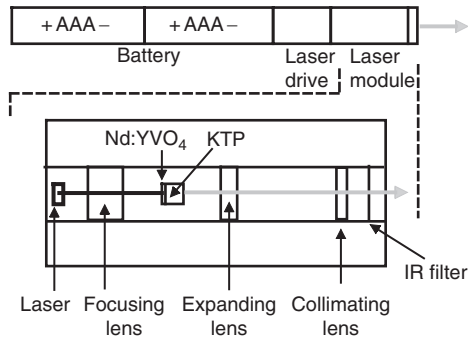 +AAA– +AAA–
Battery Laser drive Laser module
Nd:YVO₄ KTP
IR filter
Laser Focusing lens Expanding lens Collimating lens